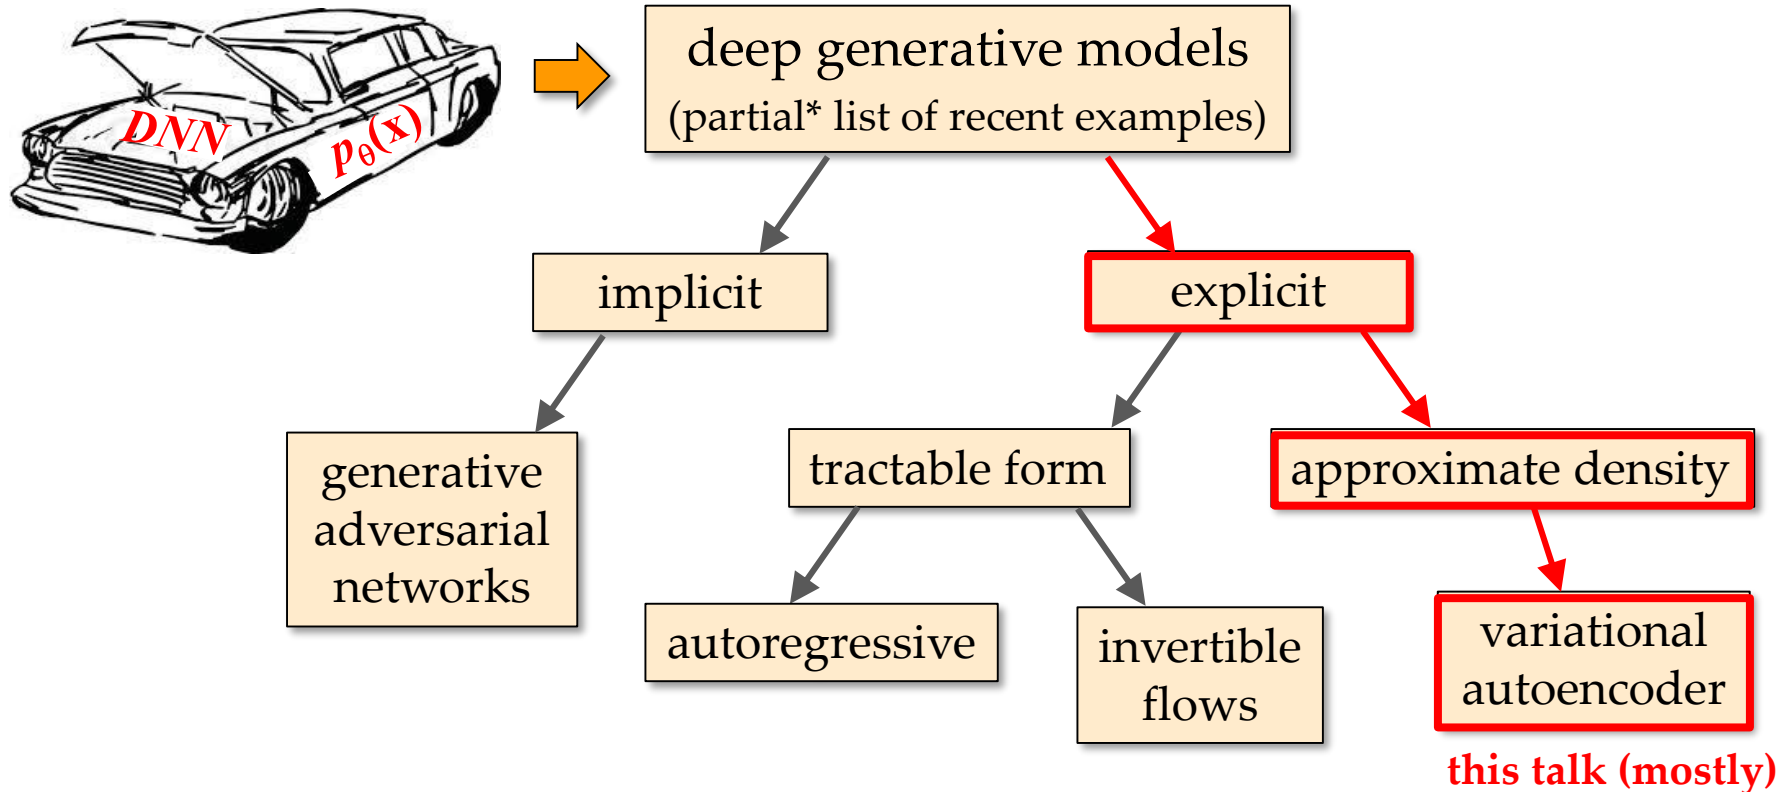 DNN
pθ(x)
deep generative models
(partial* list of recent examples)
implicit
explicit
generative
adversarial
networks
tractable form
approximate density
autoregressive
invertible
flows
variational
autoencoder
this talk (mostly)